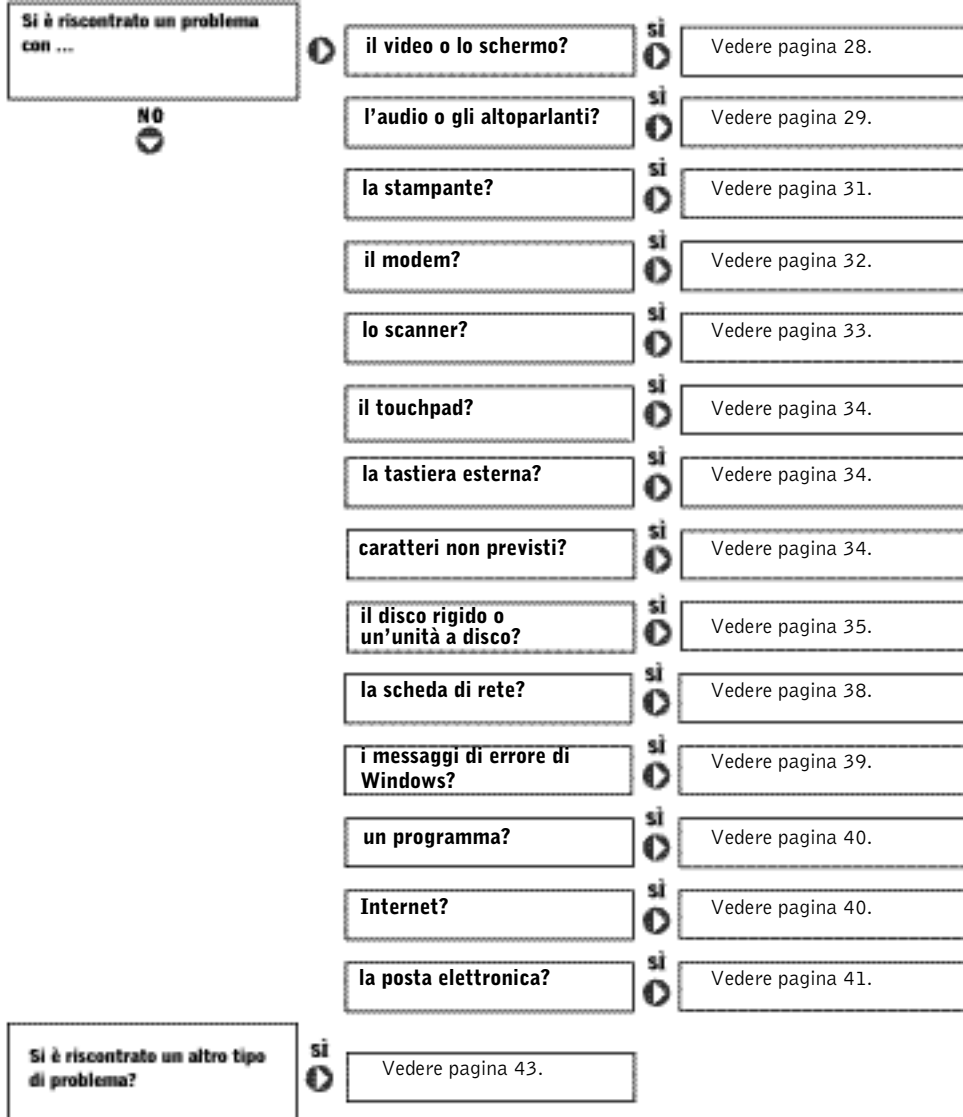 Si è riscontrato un problema
con ...
il video o lo schermo?
sì
Vedere pagina 28.
NO
l'audio o gli altoparlanti?
sì
Vedere pagina 29.
la stampante?
sì
Vedere pagina 31.
il modem?
sì
Vedere pagina 32.
lo scanner?
sì
Vedere pagina 33.
il touchpad?
sì
Vedere pagina 34.
la tastiera esterna?
sì
Vedere pagina 34.
caratteri non previsti?
sì
Vedere pagina 34.
il disco rigido o
un'unità a disco?
sì
Vedere pagina 35.
la scheda di rete?
sì
Vedere pagina 38.
i messaggi di errore di
Windows?
sì
Vedere pagina 39.
un programma?
sì
Vedere pagina 40.
Internet?
sì
Vedere pagina 40.
la posta elettronica?
sì
Vedere pagina 41.
Si è riscontrato un altro tipo
di problema?
sì
Vedere pagina 43.